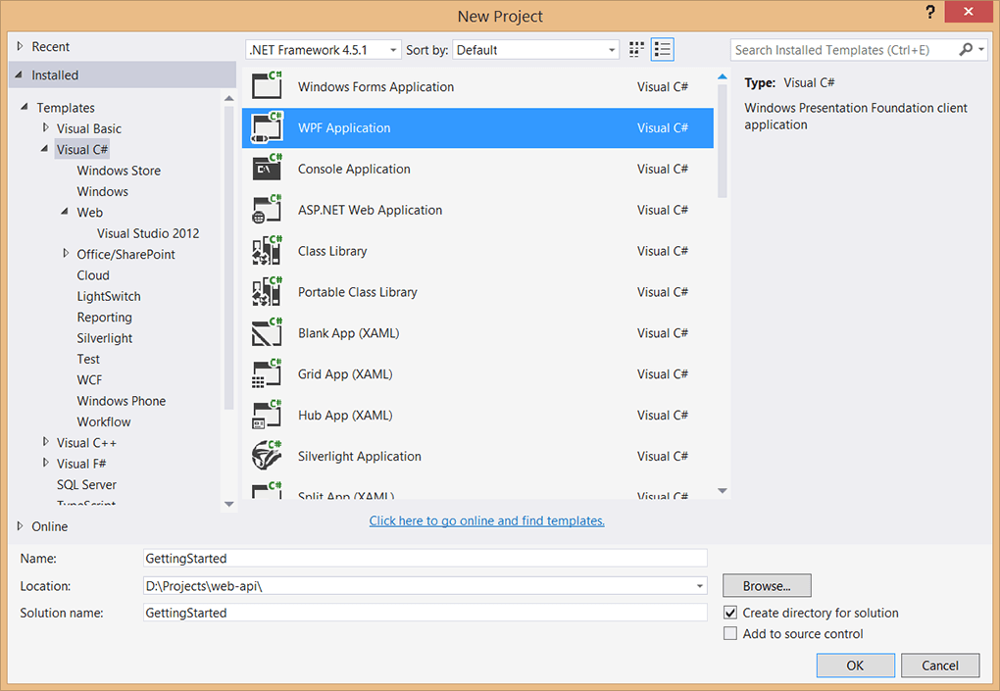 New Project
?
Recent
Installed
Templates
Visual Basic
Visual C#
Windows Store
Windows
Web
Visual Studio 2012
Office/SharePoint
Cloud
LightSwitch
Reporting
Silverlight
Test
WCF
Windows Phone
Workflow
Visual C++
Visual F#
SQL Server
TypeScript
Online
.NET Framework 4.5.1 Sort by: Default
C# Windows Forms Application Visual C#
C# WPF Application Visual C#
C# C:\ Console Application Visual C#
C# ASP.NET Web Application Visual C#
C# Class Library Visual C#
C# Portable Class Library Visual C#
C# Blank App (XAML) Visual C#
C# Grid App (XAML) Visual C#
C# Hub App (XAML) Visual C#
C# Silverlight Application Visual C#
C# Split App (XAML) Visual C#
Click here to go online and find templates.
Search Installed Templates (Ctrl+E)
Type: Visual C#
Windows Presentation Foundation client
application
Name: GettingStarted
Location: D:\Projects\web-api\ Browse...
Solution name: GettingStarted
Create directory for solution
Add to source control
OK Cancel